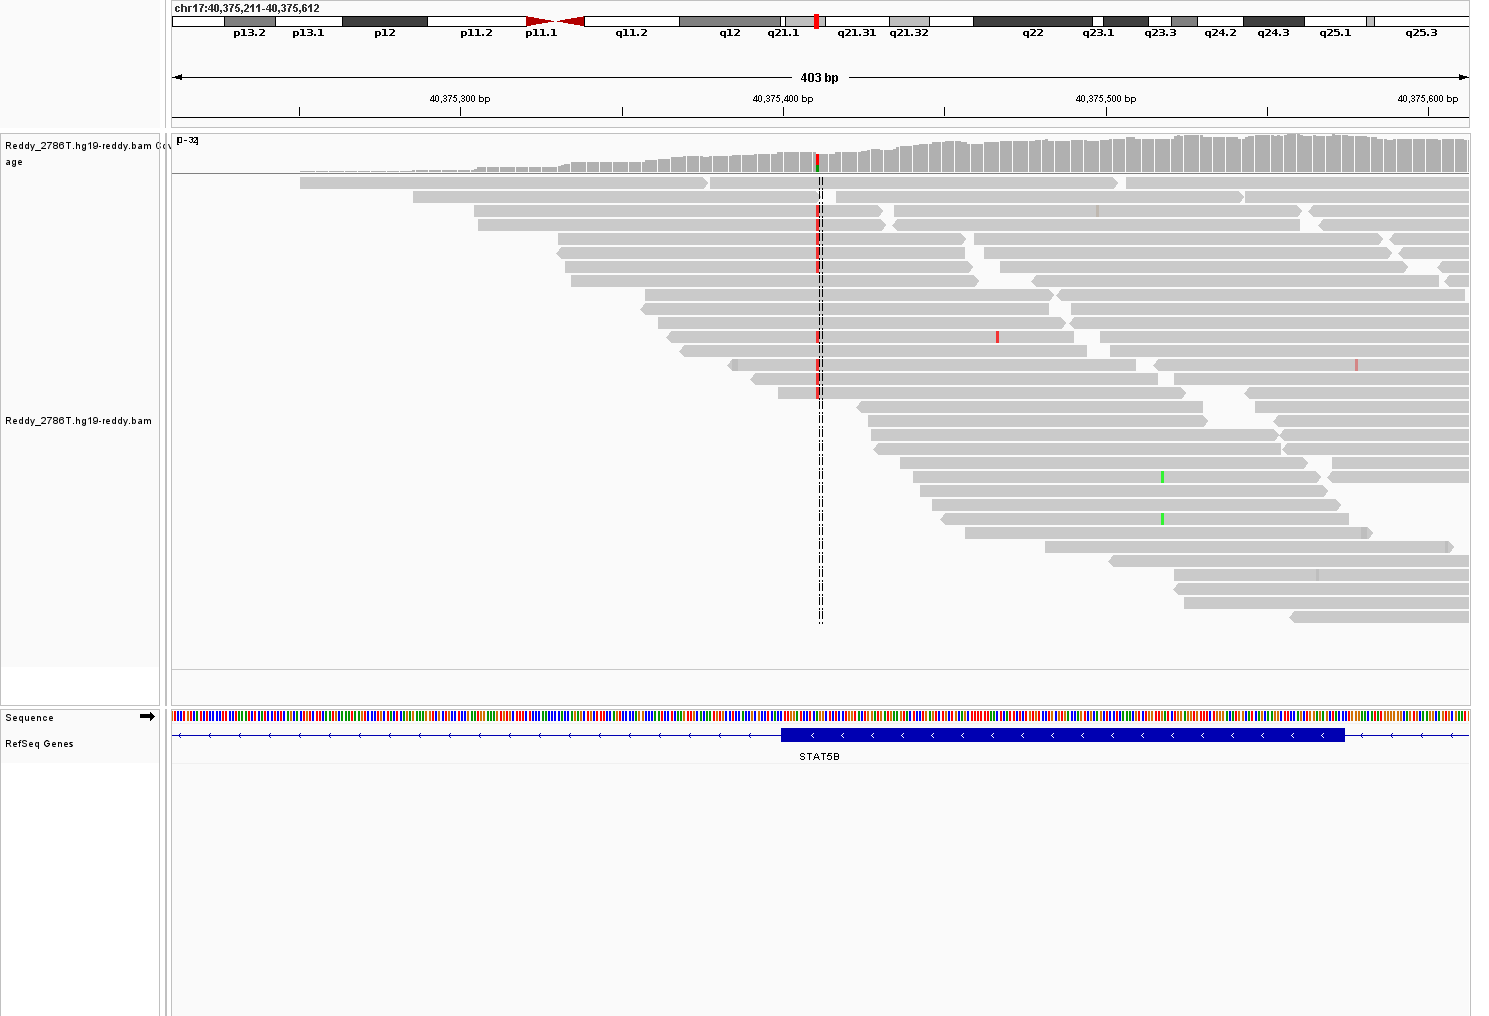 chr17:40,375,211-40,375,612
p13.2 p13.1 p12 p11.2 p11.1 q11.2 q12 q21.1 q21.31 q21.32 q22 q23.1 q23.3 q24.2 q24.3 q25.1 q25.3
403 bp
40,375,300 bp 40,375,400 bp 40,375,500 bp 40,375,600 bp
Reddy_2786T.hg19-reddy.bam Cov
age
[0-32]
Reddy_2786T.hg19-reddy.bam
Sequence
RefSeq Genes
STAT5B